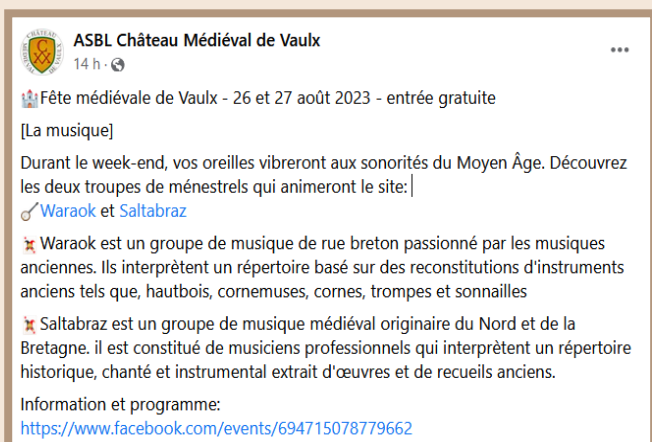 ASBL Château Médiéval de Vaulx
14 h ·
Fête médiévale de Vaulx - 26 et 27 août 2023 - entrée gratuite
[La musique]
Durant le week-end, vos oreilles vibreront aux sonorités du Moyen Âge. Découvrez
les deux troupes de ménestrels qui animeront le site:
Waraok et Saltabraz
Waraok est un groupe de musique de rue breton passionné par les musiques
anciennes. Ils interprètent un répertoire basé sur des reconstitutions d'instruments
anciens tels que, hautbois, cornemuses, cornes, trompes et sonnailles
Saltabraz est un groupe de musique médiéval originaire du Nord et de la
Bretagne. il est constitué de musiciens professionnels qui interprètent un répertoire
historique, chanté et instrumental extrait d'œuvres et de recueils anciens.
Information et programme:
https://www.facebook.com/events/694715078779662